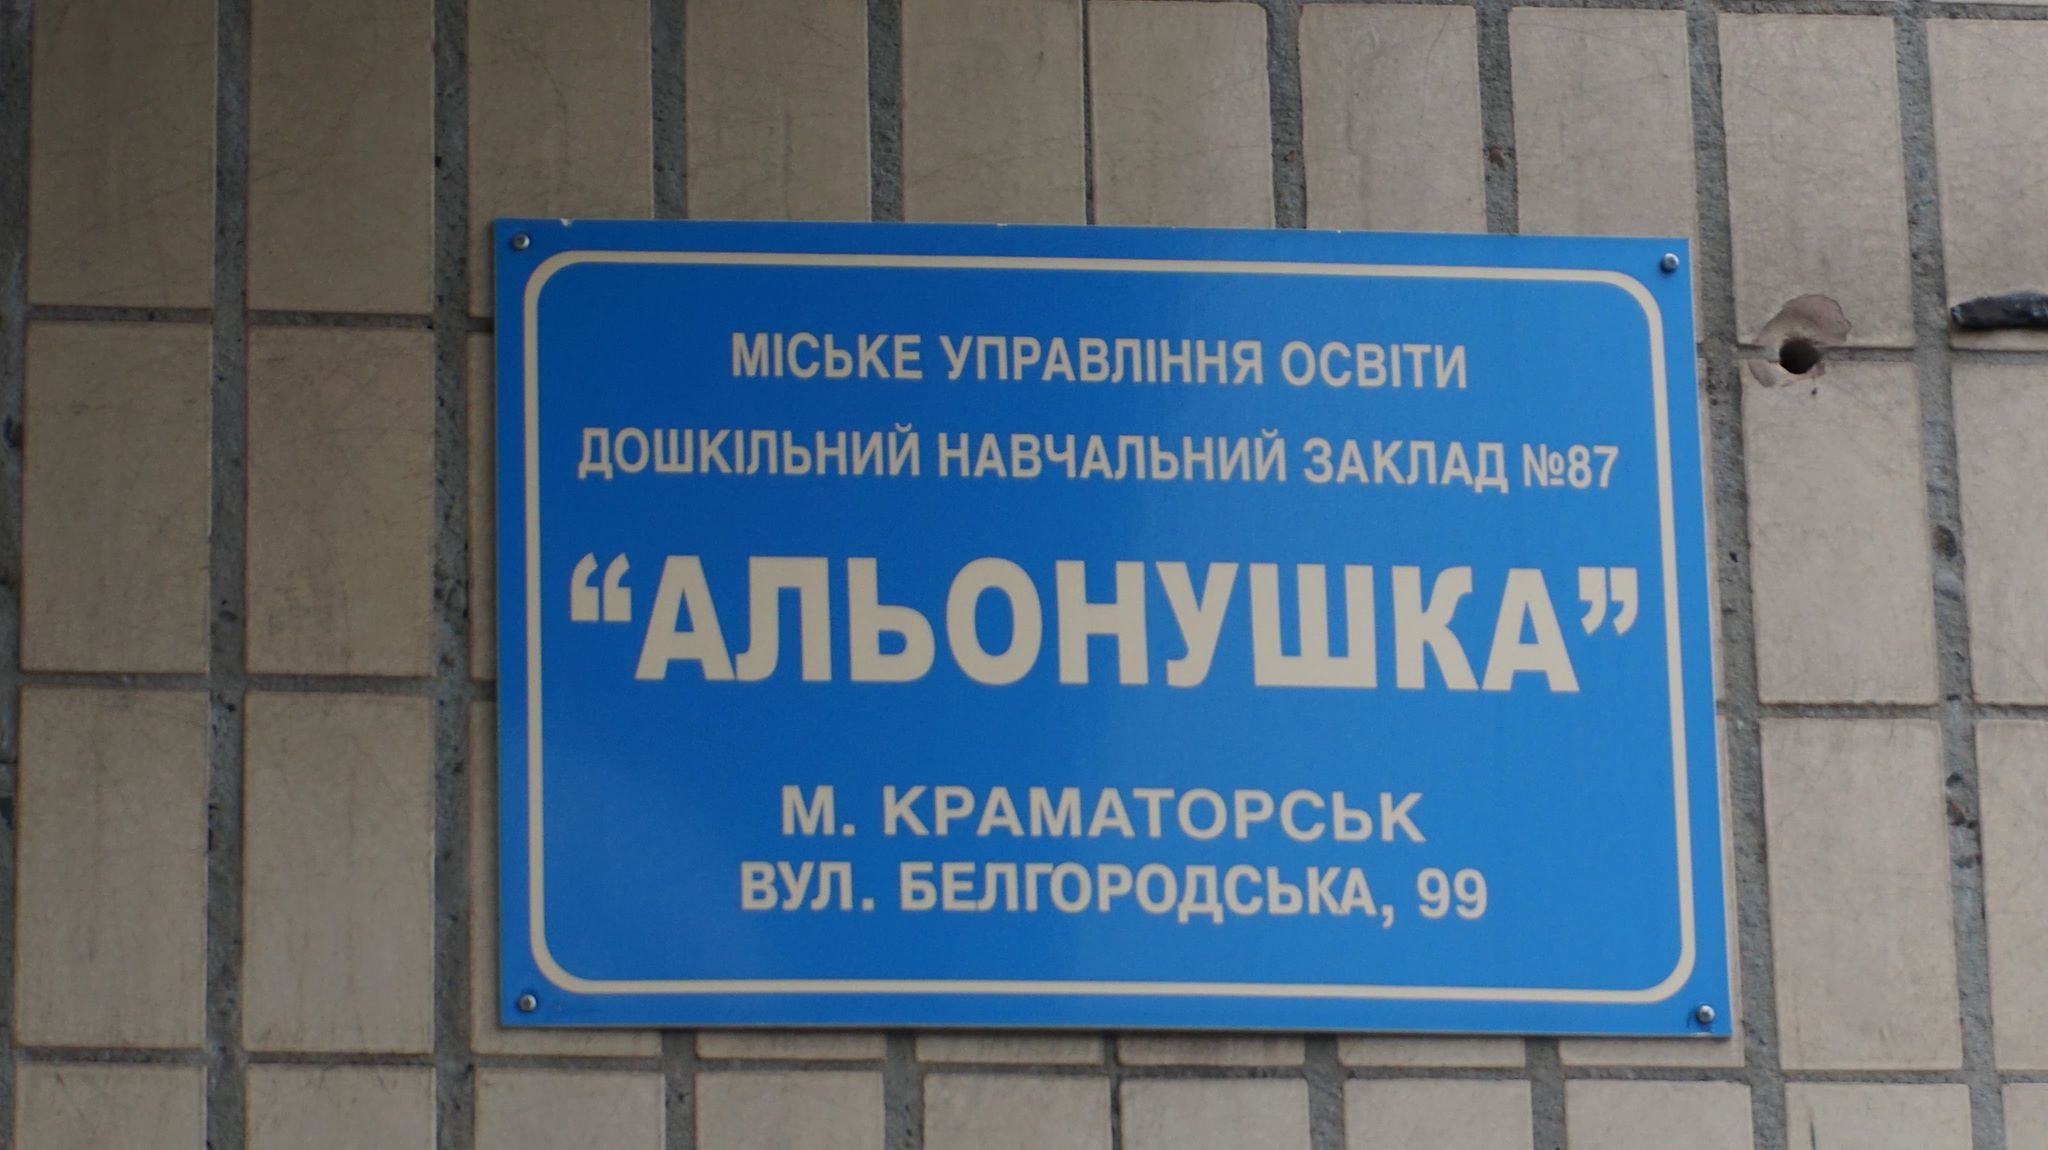 МІСЬКЕ УПРАВЛІННЯ ОСВІТИ
ДОШКІЛЬНИЙ НАВЧАЛЬНИЙ ЗАКЛАД №87
“АЛЬОНУШКА”
М. КРАМАТОРСЬК
ВУЛ. БЕЛГОРОДСЬКА, 99